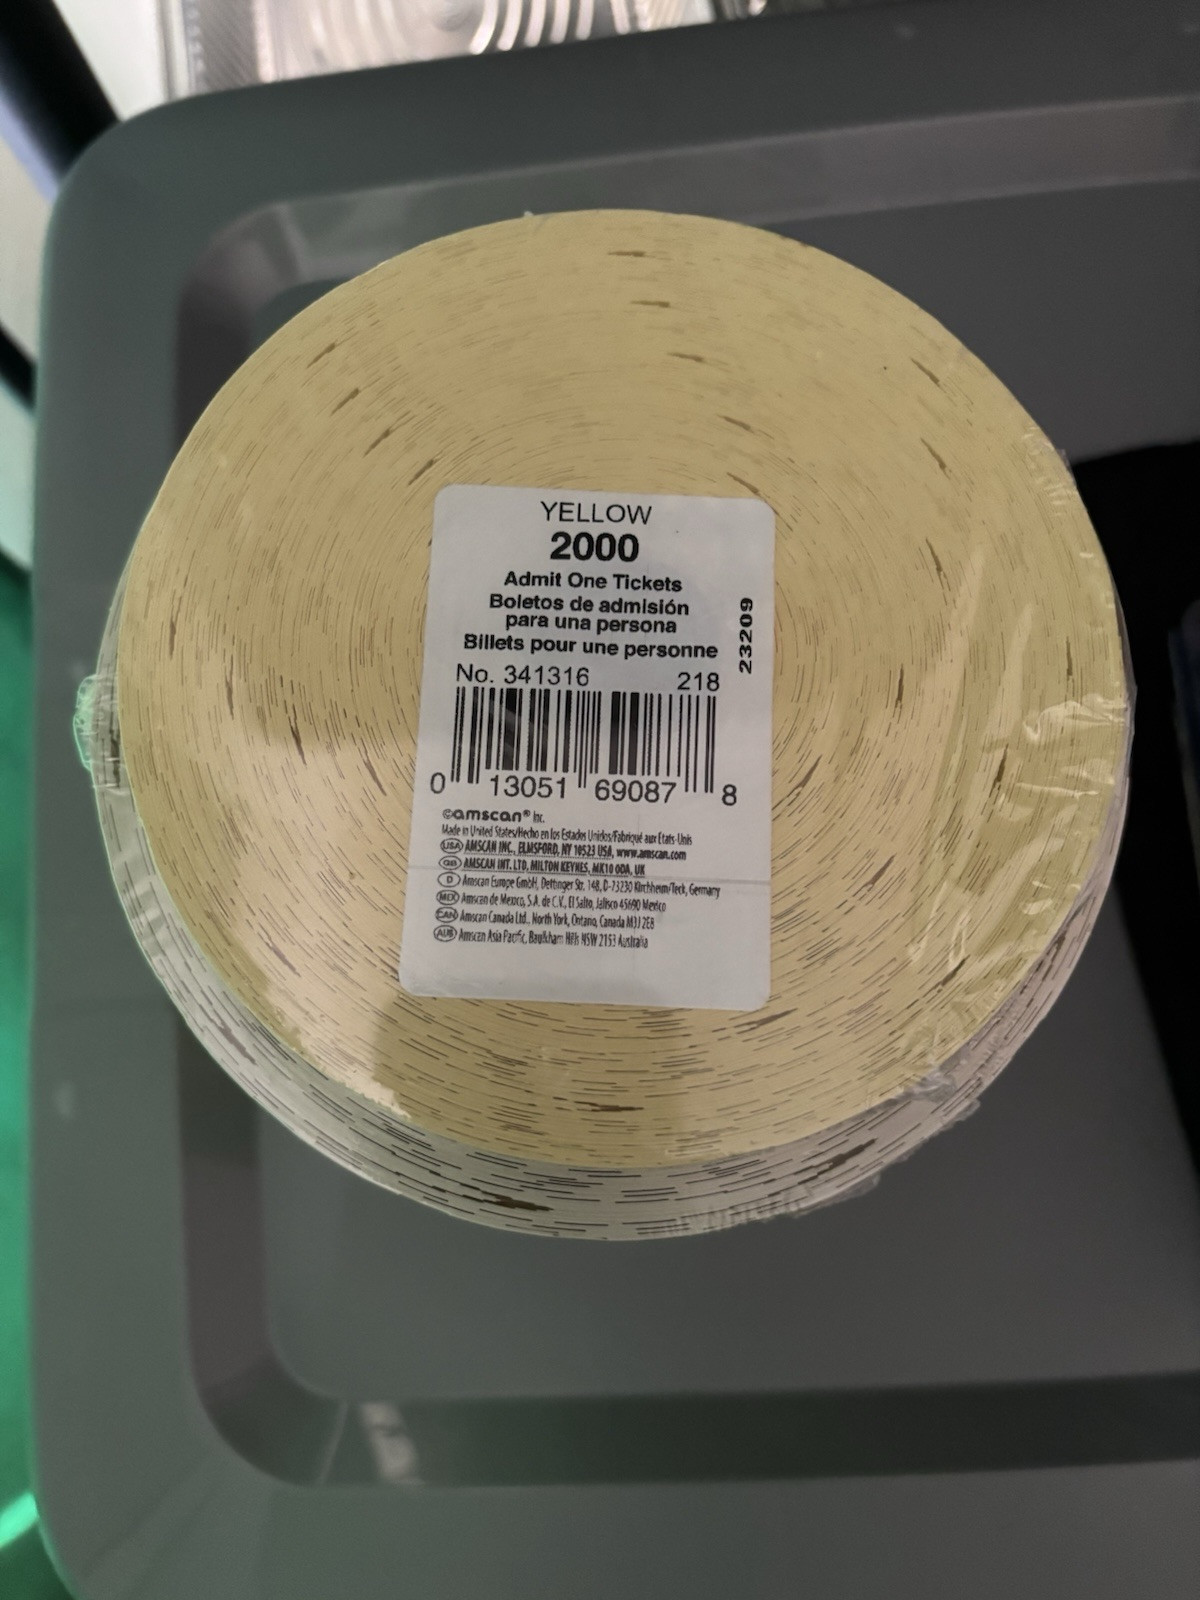 YELLOW
2000
Admit One Tickets
Boletos de admisión
para una persona
Billets pour une personne
23209
No. 341316 218
0 13051 69087 8
©amscan® Inc.
Made in United States/Hecho en los Estados Unidos/Fabriqué aux Etats-Unis
USA AMSCAN INC., ELMSFORD, NY 10523 USA, www.amscan.com
GB AMSCAN INT. LTD, MILTON KEYNES, MK10 0DA, UK
D Amscan Europe GmbH, Dettinger Str. 148, D-73230 Kirchheim/Teck, Germany
MEX Amscan de Mexico, S.A. de C.V., El Salto, Jalisco 45690 Mexico
CAN Amscan Canada Ltd., North York, Ontario, Canada M3J 2E8
AUS Amscan Asia Pacific, Baulkham Hills NSW 2153 Australia